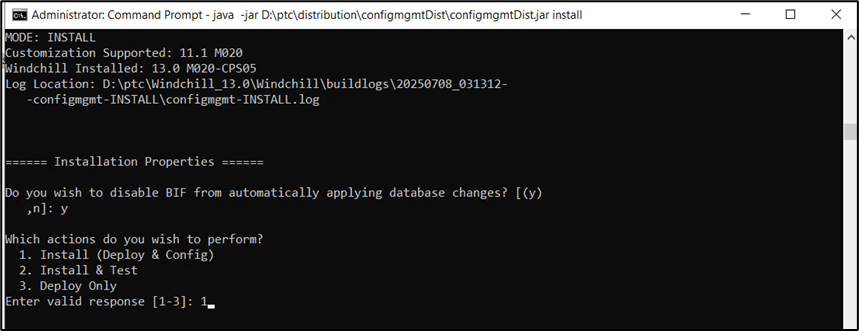 Administrator: Command Prompt - java  -jar D:\ptc\distribution\configmgmtDist\configmgmtDist.jar install
MODE: INSTALL
Customization Supported: 11.1 M020
Windchill Installed: 13.0 M020-CPS05
Log Location: D:\ptc\Windchill_13.0\Windchill\buildlogs\20250708_031312-
   -configmgmt-INSTALL\configmgmt-INSTALL.log
====== Installation Properties ======
Do you wish to disable BIF from automatically applying database changes? [(y)
   ,n]: y
Which actions do you wish to perform?
  1. Install (Deploy & Config)
  2. Install & Test
  3. Deploy Only
Enter valid response [1-3]: 1